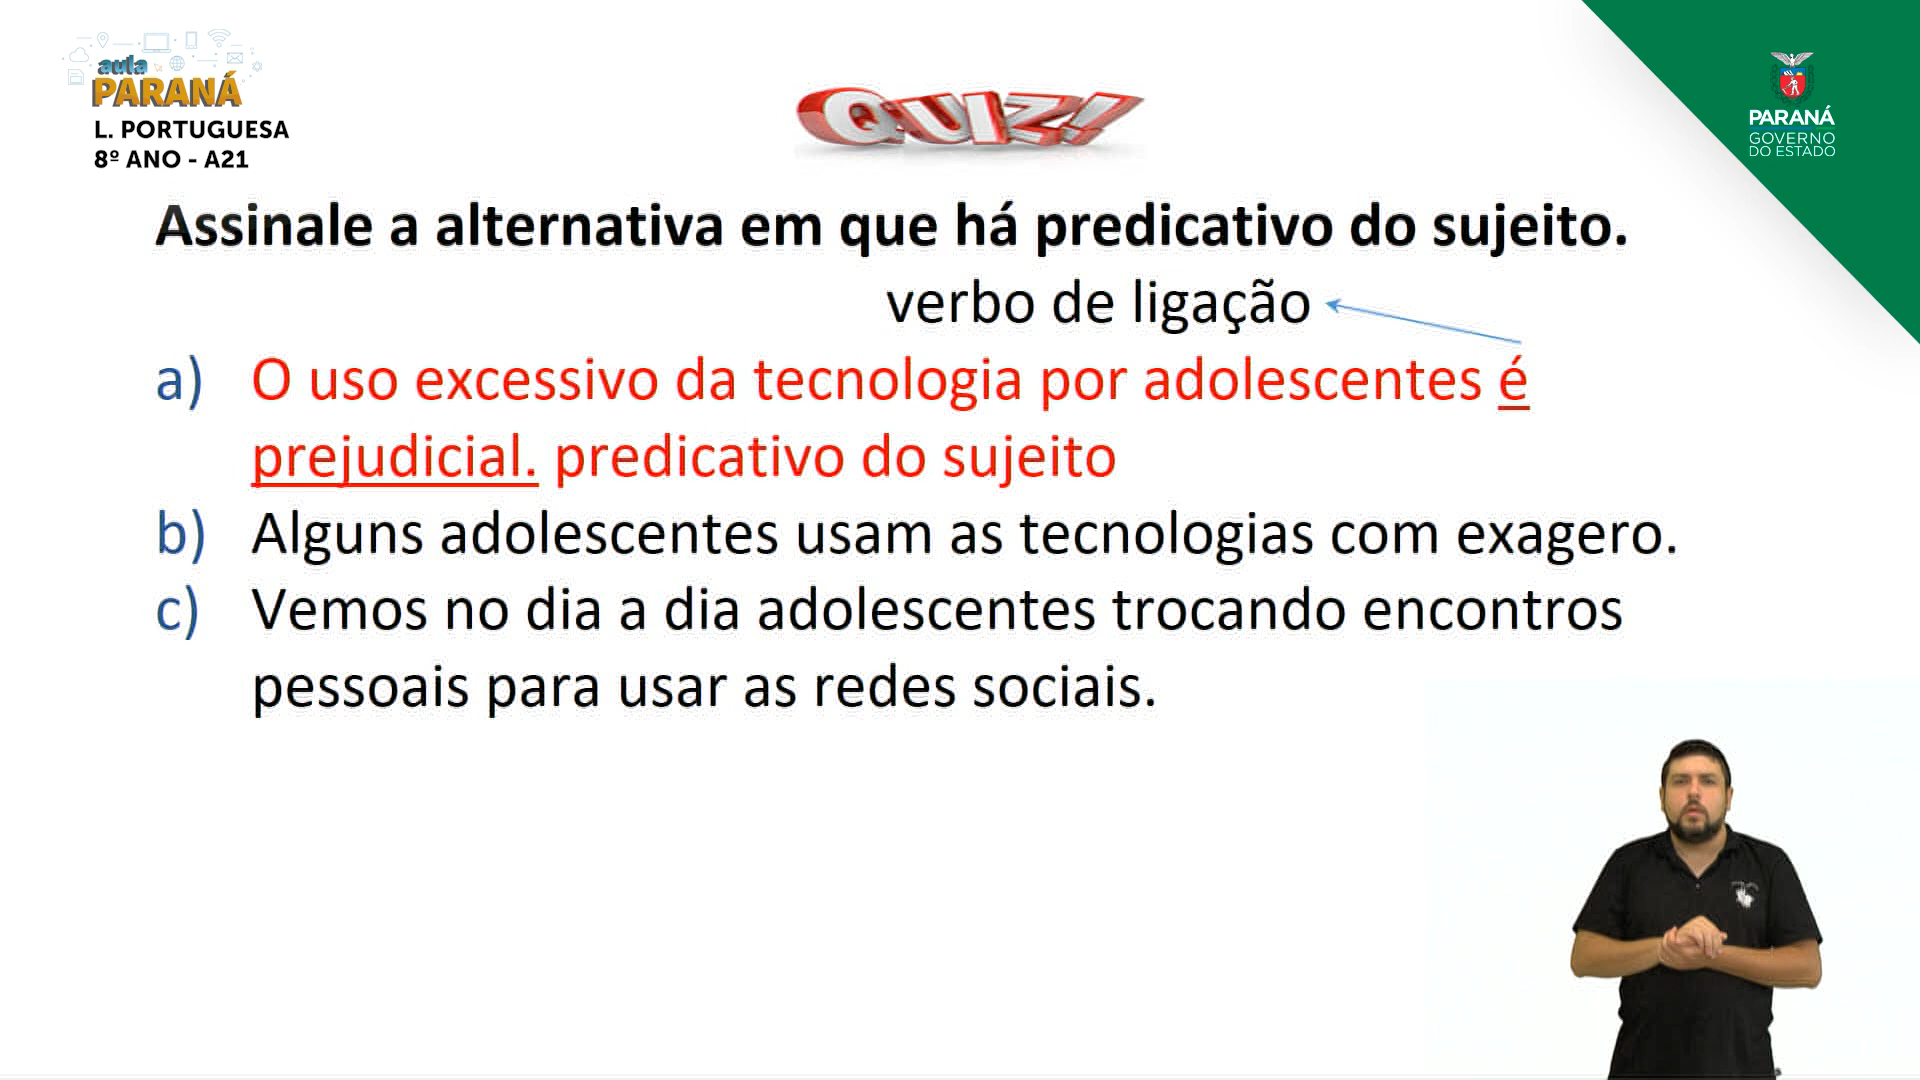 aula
PARANÁ
L. PORTUGUESA
8º ANO - A21
QUIZ!
PARANÁ
GOVERNO
DO ESTADO
Assinale a alternativa em que há predicativo do sujeito.
verbo de ligação
a) O uso excessivo da tecnologia por adolescentes é
prejudicial. predicativo do sujeito
b) Alguns adolescentes usam as tecnologias com exagero.
c) Vemos no dia a dia adolescentes trocando encontros
pessoais para usar as redes sociais.